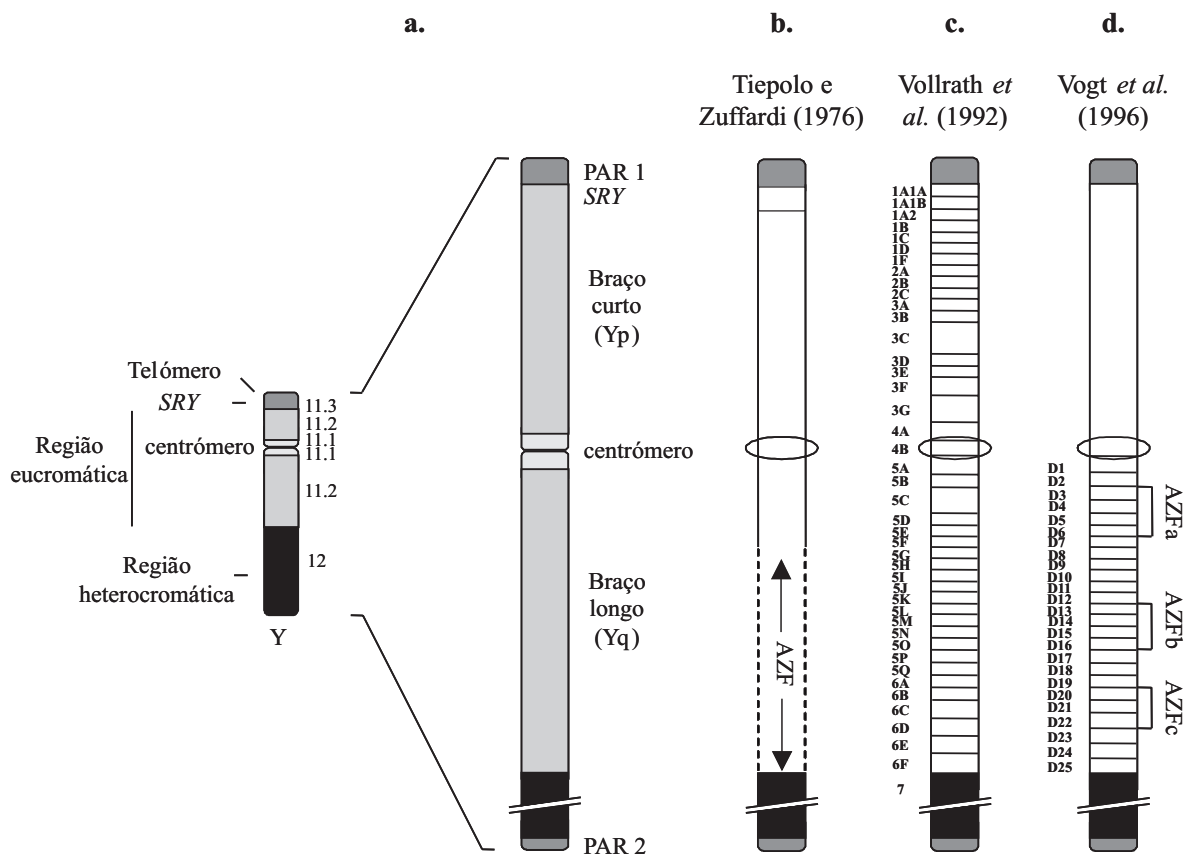 a.
b.
c.
d.
Tiepolo e
Zuffardi (1976)
Vollrath et
al. (1992)
Vogt et al.
(1996)
Telómero
SRY
Região
eucromática
centrómero
Região
heterocromática
11.3
11.2
11.1
11.1
11.2
12
Y
PAR 1
SRY
Braço
curto
(Yp)
centrómero
Braço
longo
(Yq)
PAR 2
AZF
1A1A
1A1B
1A2
1B
1C
1D
1F
2A
2B
2C
3A
3B
3C
3D
3E
3F
3G
4A
4B
5A
5B
5C
5D
5E
5F
5G
5H
5I
5J
5K
5L
5M
5N
5O
5P
5Q
6A
6B
6C
6D
6E
6F
7
D1
D2
D3
D4
D5
D6
D7
D8
D9
D10
D11
D12
D13
D14
D15
D16
D17
D18
D19
D20
D21
D22
D23
D24
D25
AZFa
AZFb
AZFc